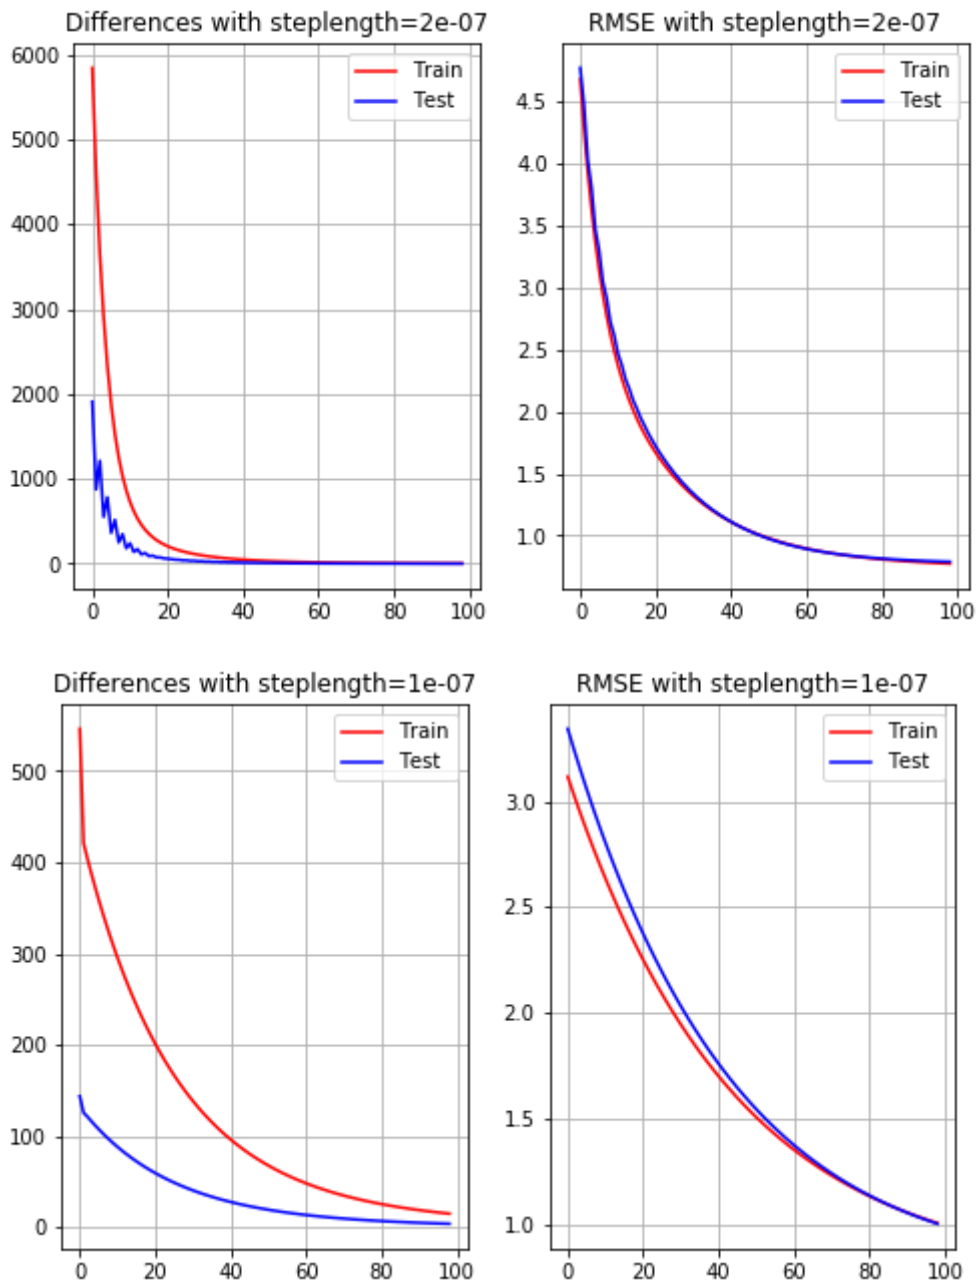 Differences with steplength=2e-07
6000
5000
4000
3000
2000
1000
0
0 20 40 60 80 100
Train
Test
RMSE with steplength=2e-07
4.5
4.0
3.5
3.0
2.5
2.0
1.5
1.0
0 20 40 60 80 100
Train
Test
Differences with steplength=1e-07
500
400
300
200
100
0
0 20 40 60 80 100
Train
Test
RMSE with steplength=1e-07
3.0
2.5
2.0
1.5
1.0
0 20 40 60 80 100
Train
Test